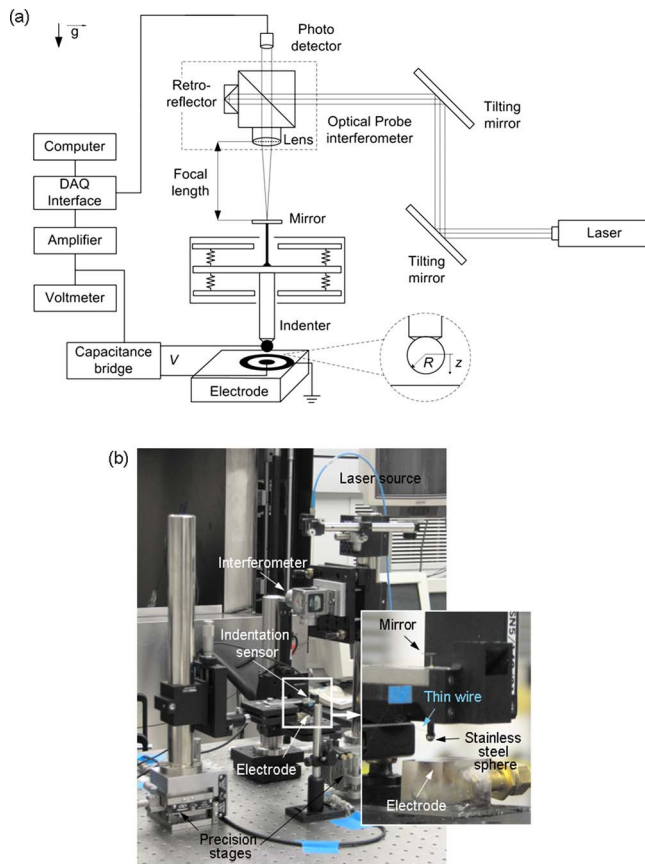 (a)
g
Photo
detector
Retro-
reflector
Optical Probe
interferometer
Tilting
mirror
Lens
Computer
DAQ
Interface
Focal
length
Amplifier
Mirror
Laser
Tilting
mirror
Voltmeter
Indenter
Capacitance
bridge
V
R
z
Electrode
(b)
Laser source
Interferometer
Indentation
sensor
Mirror
SN5/
Thin wire
Stainless
steel
sphere
Electrode
Electrode
Precision
stages